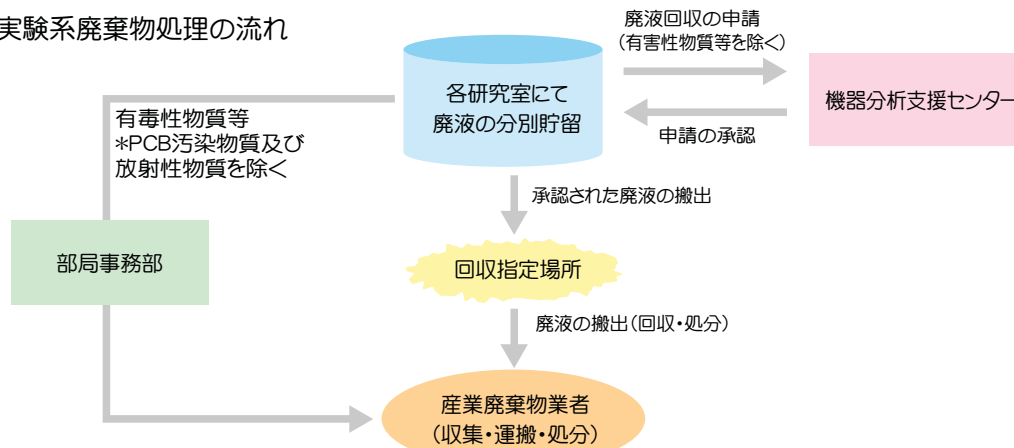 実験系廃棄物処理の流れ
廃液回収の申請
(有害性物質等を除く)
各研究室にて
廃液の分別貯留
機器分析支援センター
申請の承認
有毒性物質等
*PCB汚染物質及び
放射性物質を除く
承認された廃液の搬出
部局事務部
回収指定場所
廃液の搬出(回収・処分)
産業廃棄物業者
(収集・運搬・処分)